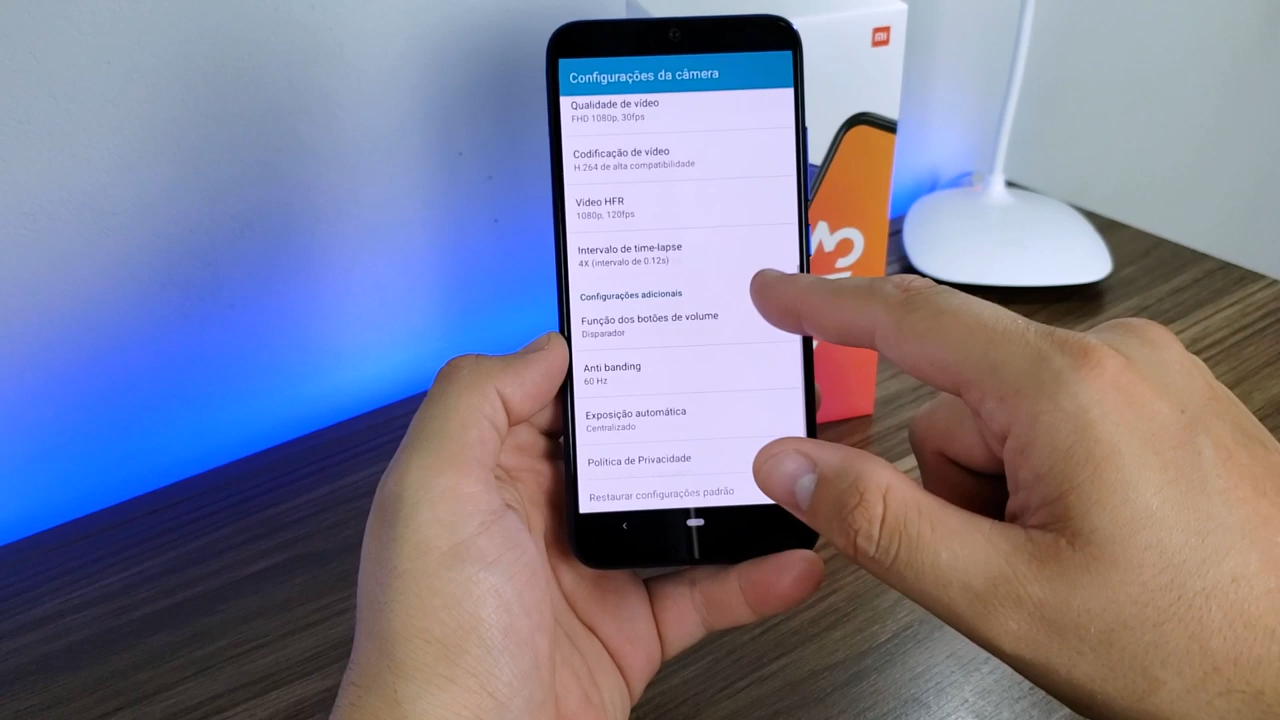 Configurações da câmera
Qualidade de vídeo
FHD 1080p, 30fps
Codificação de vídeo
H.264 de alta compatibilidade
Vídeo HFR
1080p, 120fps
Intervalo de time-lapse
4X (intervalo de 0.12s)
Configurações adicionais
Função dos botões de volume
Disparador
Anti banding
60 Hz
Exposição automática
Centralizado
Política de Privacidade
Restaurar configurações padrão
mi